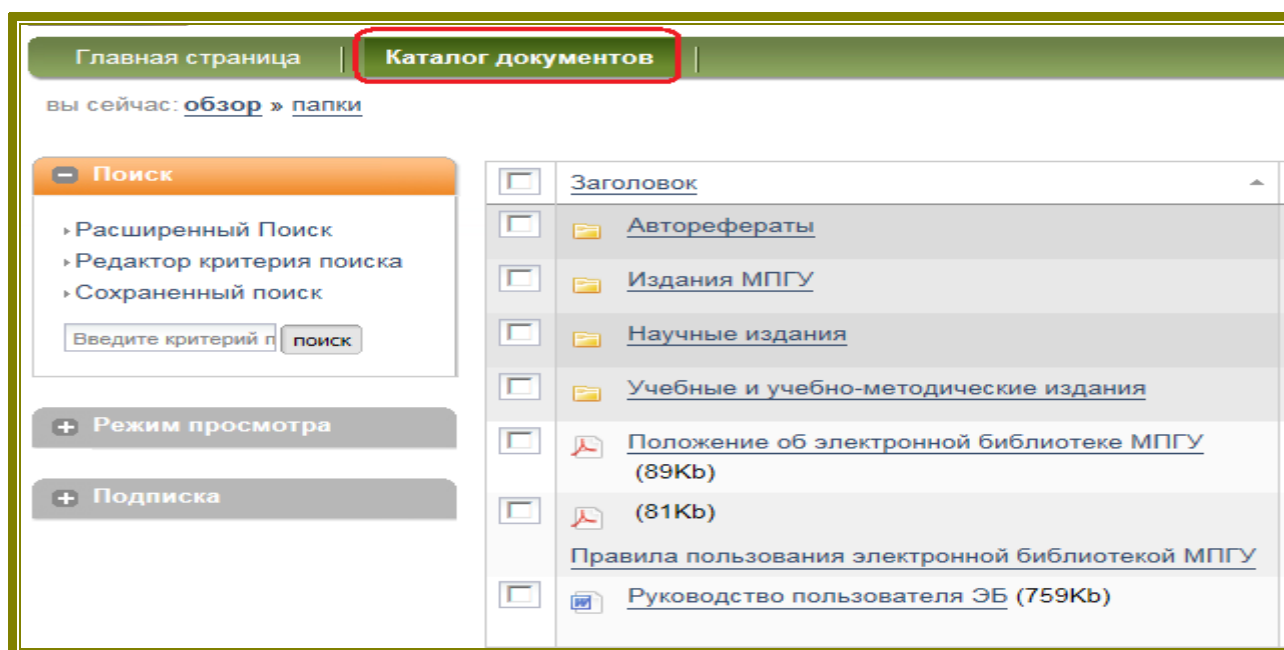 Главная страница
Каталог документов
вы сейчас: обзор » папки
Поиск
Расширенный Поиск
Редактор критерия поиска
Сохраненный поиск
Введите критерий п
поиск
Режим просмотра
Подписка
Заголовок
Авторефераты
Издания МПГУ
Научные издания
Учебные и учебно-методические издания
Положение об электронной библиотеке МПГУ
(89Kb)
(81Kb)
Правила пользования электронной библиотекой МПГУ
Руководство пользователя ЭБ (759Kb)